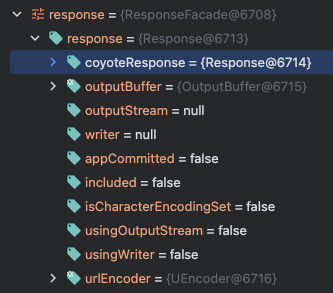 response = {ResponseFacade@6708}
response = {Response@6713}
coyoteResponse = {Response@6714}
outputBuffer = {OutputBuffer@6715}
outputStream = null
writer = null
appCommitted = false
included = false
isCharacterEncodingSet = false
usingOutputStream = false
usingWriter = false
urlEncoder = {UEncoder@6716}